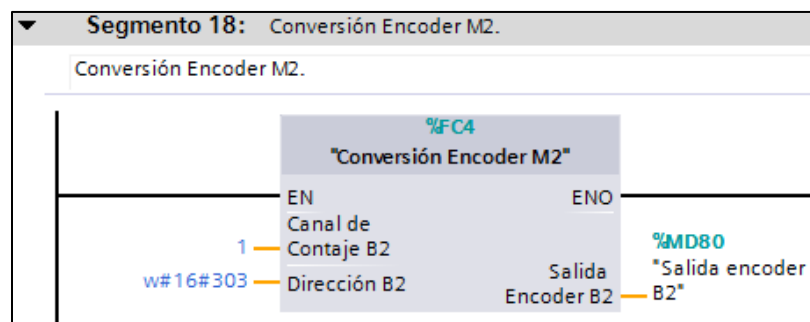 Segmento 18: Conversión Encoder M2.
Conversión Encoder M2.
%FC4
"Conversión Encoder M2"
EN ENO
Canal de
1 Contaje B2
%MD80
w#16#303 Dirección B2 Salida "Salida encoder
Encoder B2 B2"